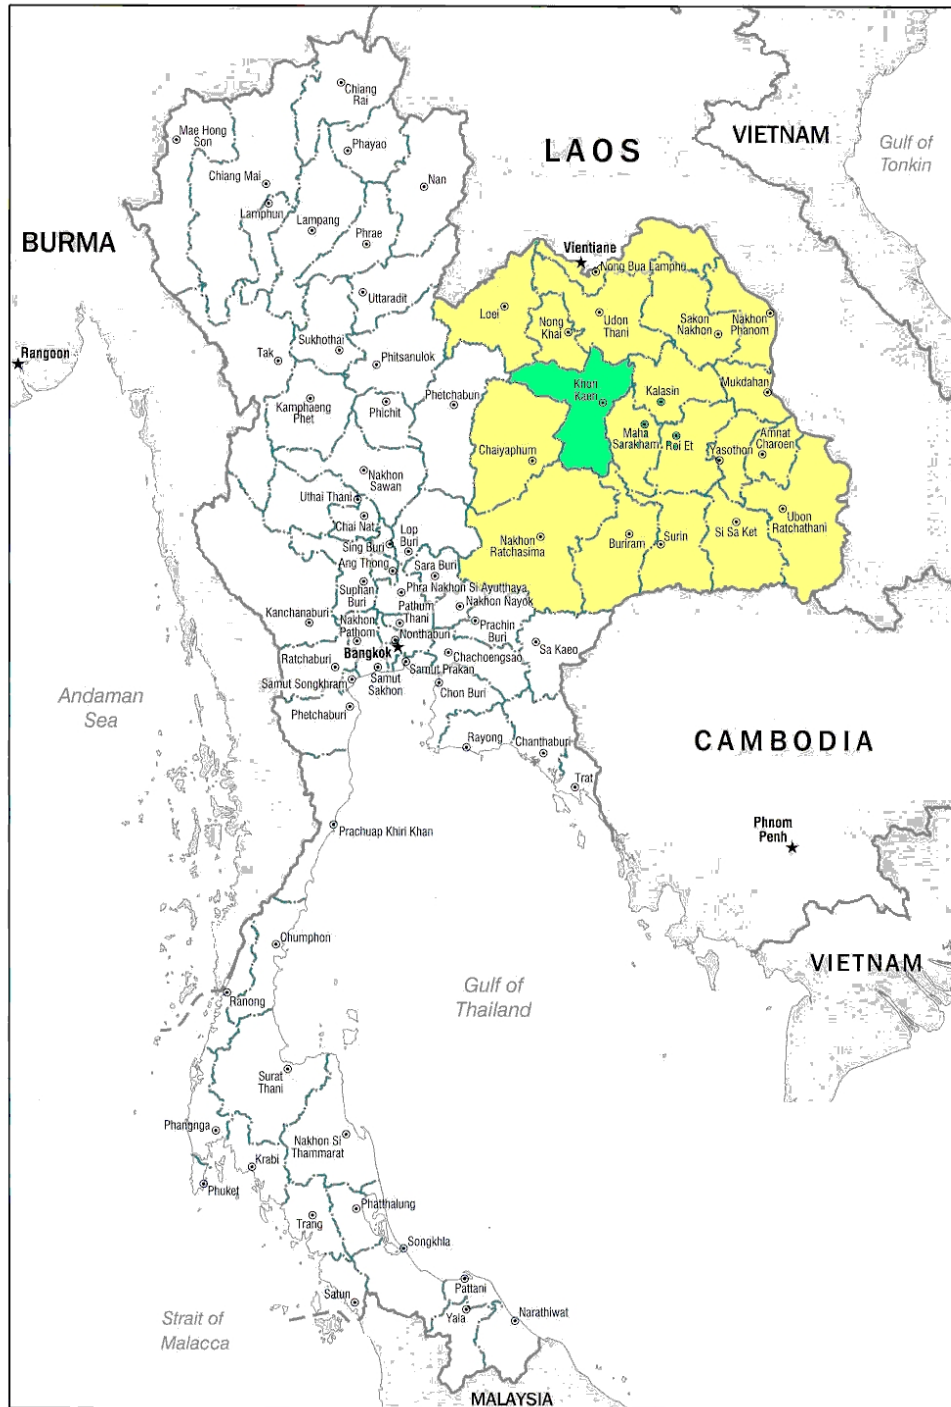 Chiang
Rai
Mae Hong
Son
Phayao
VIETNAM
LAOS
Gulf of
Tonkin
Chiang Mai
Nan
Lamphun
Lampang
Phrae
BURMA
Vientiane
Nong Bua Lamphu
Uttaradit
Loei
Nong
Khai
Udon
Thani
Sakon
Nakhon
Nakhon
Phanom
Rangoon
Tak
Sukhothai
Phitsanulok
Kamphaeng
Phet
Phichit
Phetchabun
Khon
Kaen
Kalasin
Mukdahan
Maha
Sarakham
Roi Et
Yasothon
Amnat
Charoen
Chaiyaphum
Nakhon
Sawan
Uthai Thani
Chai Nat
Lop
Buri
Sing Buri
Ang Thong
Sara Buri
Suphan
Buri
Phra Nakhon Si Ayutthaya
Nakhon
Ratchasima
Buriram
Surin
Si Sa Ket
Ubon
Ratchathani
Kanchanaburi
Nakhon
Pathom
Pathum
Thani
Nakhon Nayok
Prachin
Buri
Nonthaburi
Bangkok
Sa Kaeo
Ratchaburi
Chachoengsao
Samut Prakan
Samut Songkhram
Samut
Sakhon
Chon Buri
Phetchaburi
Andaman
Sea
Rayong
Chanthaburi
CAMBODIA
Trat
Prachuap Khiri Khan
Phnom
Penh
Chumphon
VIETNAM
Gulf of
Thailand
Ranong
Surat
Thani
Phangnga
Nakhon Si
Thammarat
Krabi
Phuket
Phatthalung
Trang
Songkhla
Pattani
Satun
Yala
Narathiwat
Strait of
Malacca
MALAYSIA